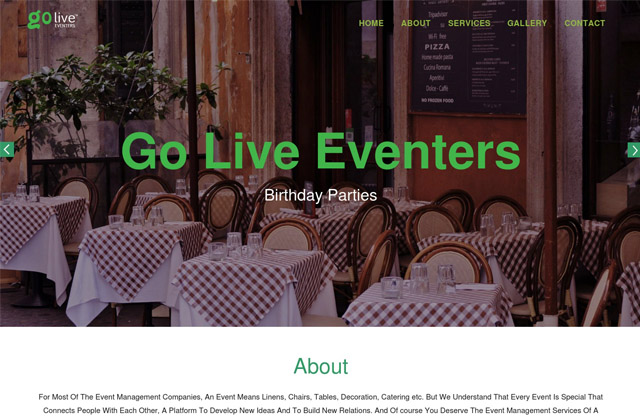 go live
EVENTERS
HOME ABOUT SERVICES GALLERY CONTACT
Tripadvisor
Wi-Fi free
PIZZA
Home made pasta
Cucina Romana
Aperitivi
Dolce - Caffè
NO FROZEN FOOD
Go Live Eventers
Birthday Parties
About
For Most Of The Event Management Companies, An Event Means Linens, Chairs, Tables, Decoration, Catering etc. But We Understand That Every Event Is Special That
Connects People With Each Other, A Platform To Develop New Ideas And To Build New Relations. And Of course You Deserve The Event Management Services Of A